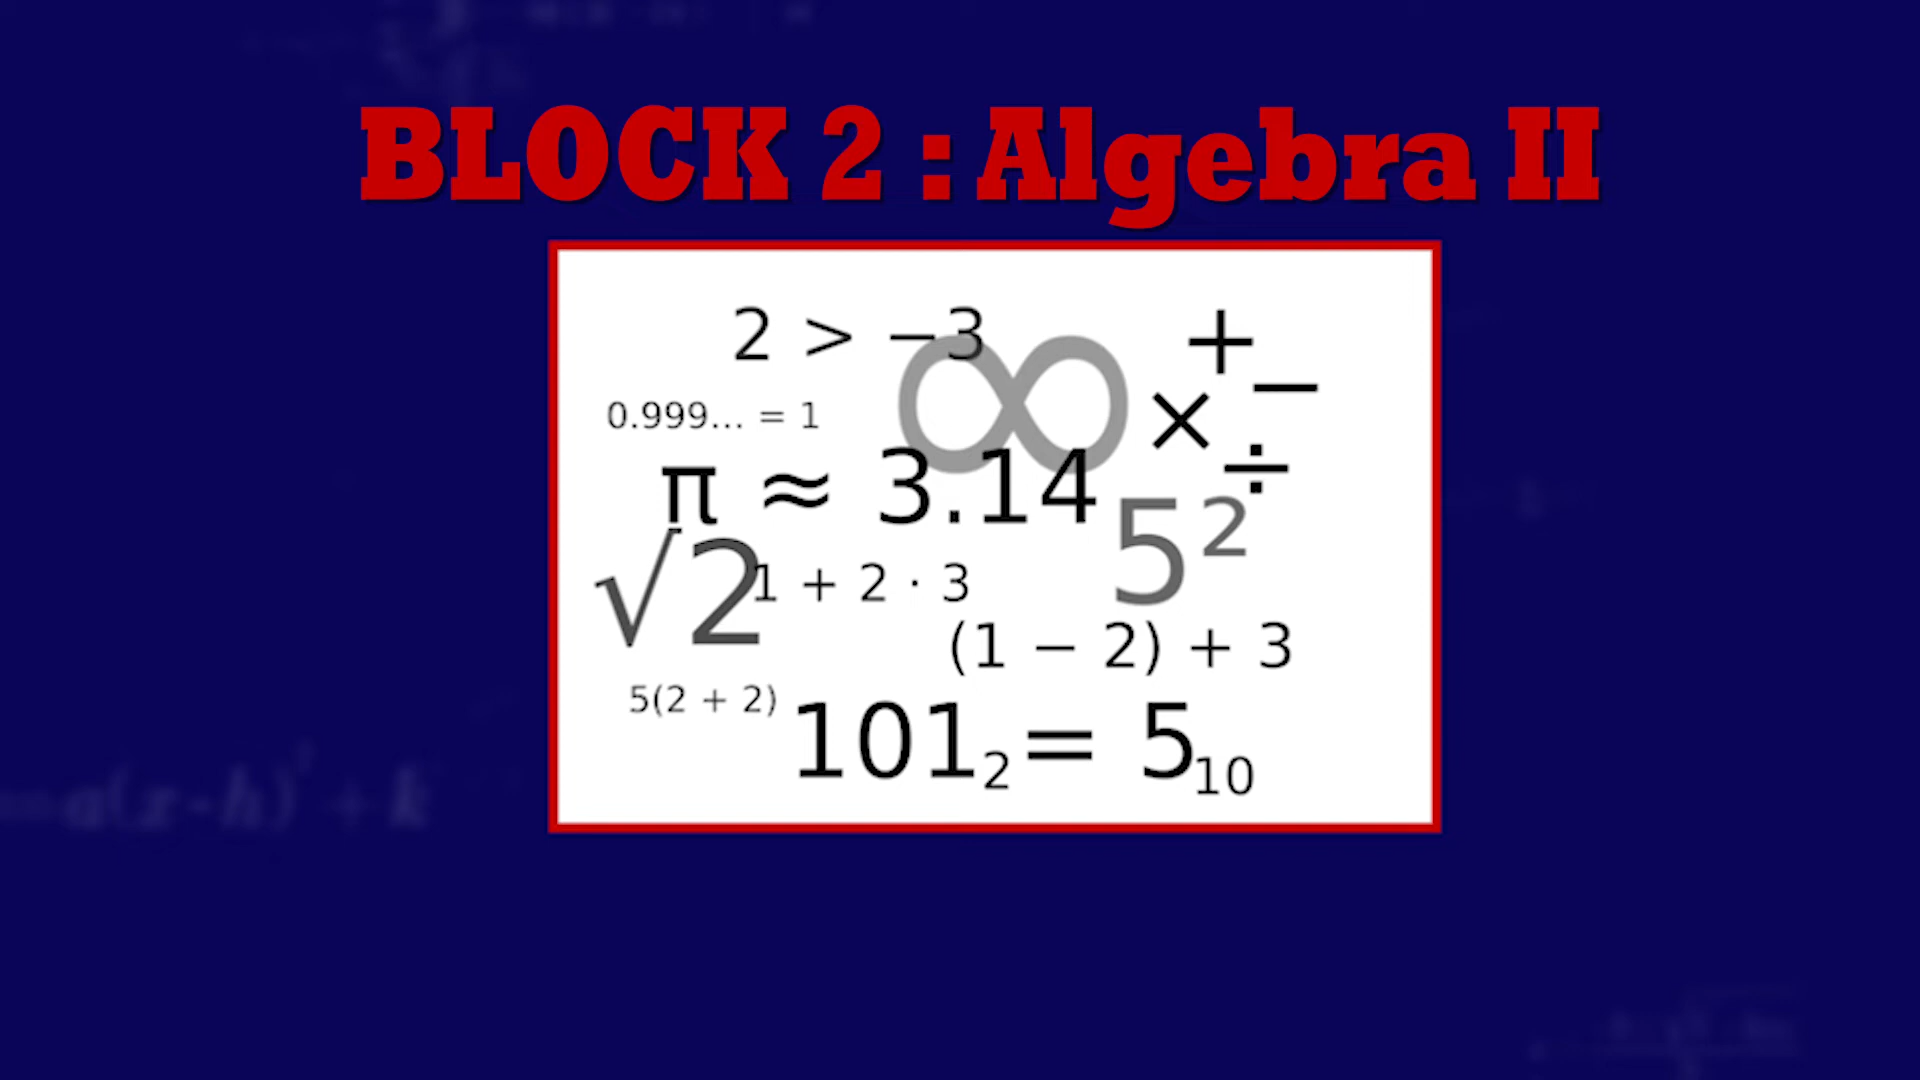 BLOCK 2 : Algebra II
2 > −3
∞
+
−
×
÷
0.999... = 1
π ≈ 3.14
5²
√2
1 + 2 · 3
(1 − 2) + 3
5(2 + 2)
101₂ = 5₁₀
a(x-h)² + k